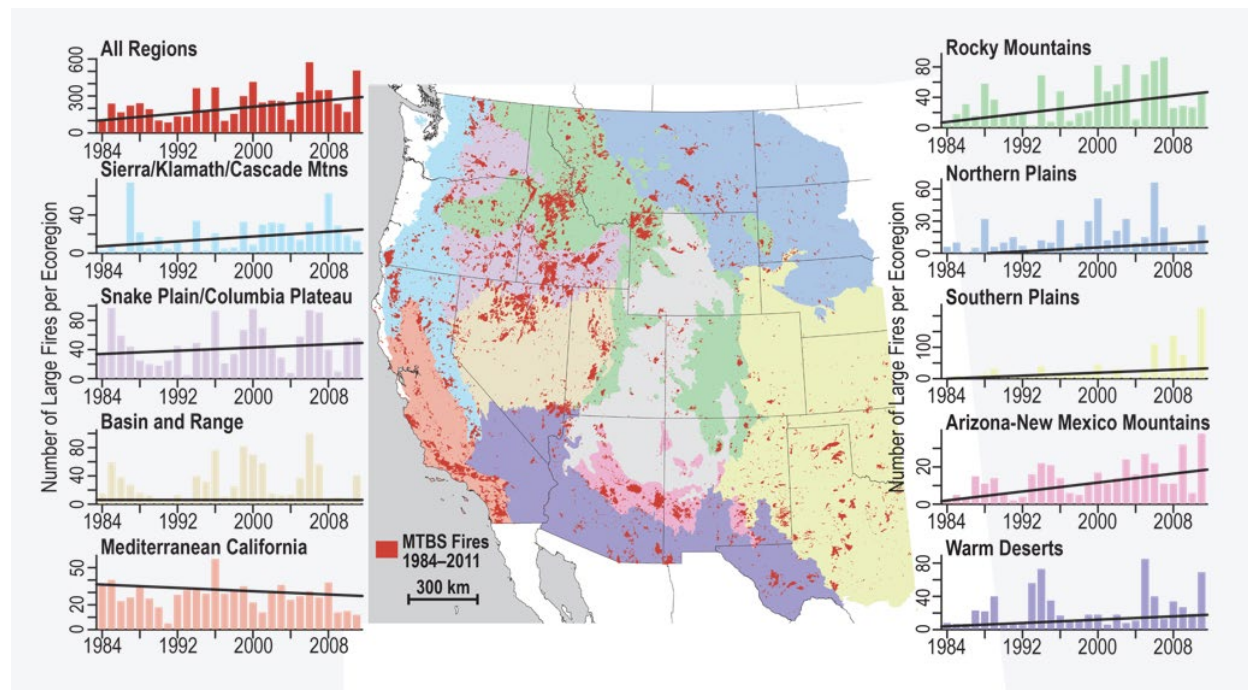 All Regions
600
300
0
1984 1992 2000 2008
Sierra/Klamath/Cascade Mtns
40
0
1984 1992 2000 2008
Snake Plain/Columbia Plateau
80
40
0
1984 1992 2000 2008
Basin and Range
80
40
0
1984 1992 2000 2008
Mediterranean California
50
20
0
1984 1992 2000 2008
Number of Large Fires per Ecoregion
MTBS Fires
1984–2011
300 km
Number of Large Fires per Ecoregion
Rocky Mountains
80
40
0
1984 1992 2000 2008
Northern Plains
60
30
0
1984 1992 2000 2008
Southern Plains
100
0
1984 1992 2000 2008
Arizona-New Mexico Mountains
20
0
1984 1992 2000 2008
Warm Deserts
80
40
0
1984 1992 2000 2008